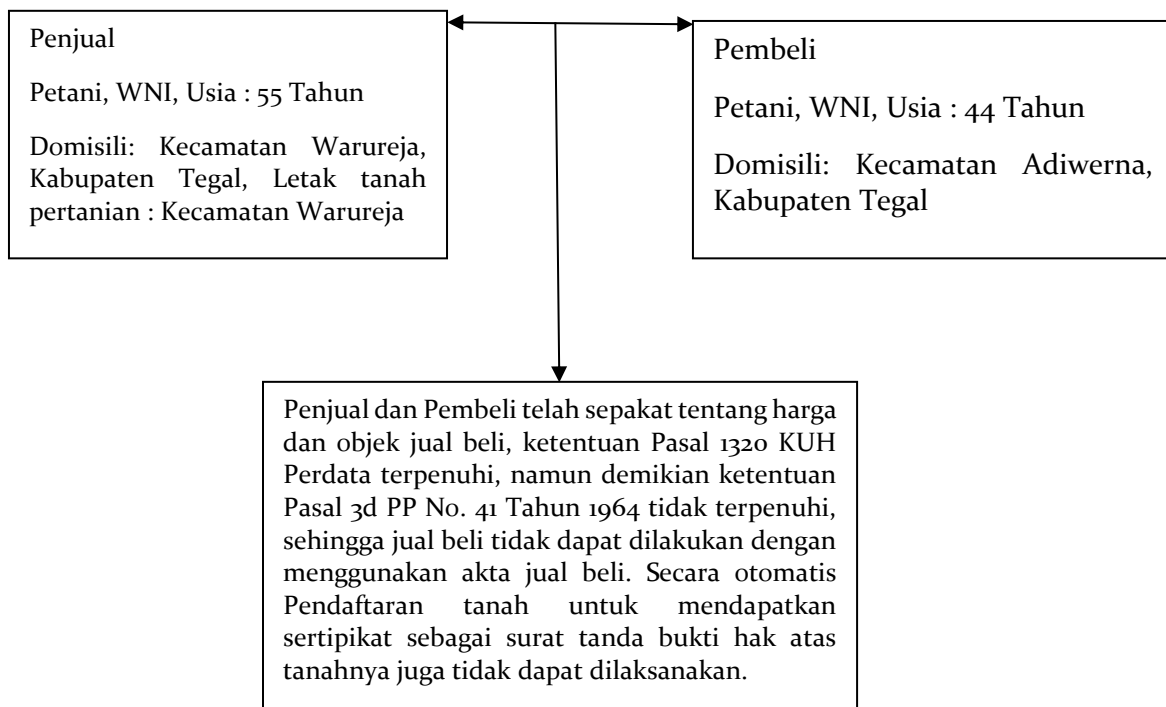 Penjual
Petani, WNI, Usia : 55 Tahun
Domisili: Kecamatan Warureja,
Kabupaten Tegal, Letak tanah
pertanian : Kecamatan Warureja
Pembeli
Petani, WNI, Usia : 44 Tahun
Domisili: Kecamatan Adiwerna,
Kabupaten Tegal
Penjual dan Pembeli telah sepakat tentang harga
dan objek jual beli, ketentuan Pasal 1320 KUH
Perdata terpenuhi, namun demikian ketentuan
Pasal 3d PP No. 41 Tahun 1964 tidak terpenuhi,
sehingga jual beli tidak dapat dilakukan dengan
menggunakan akta jual beli. Secara otomatis
Pendaftaran tanah untuk mendapatkan
sertipikat sebagai surat tanda bukti hak atas
tanahnya juga tidak dapat dilaksanakan.